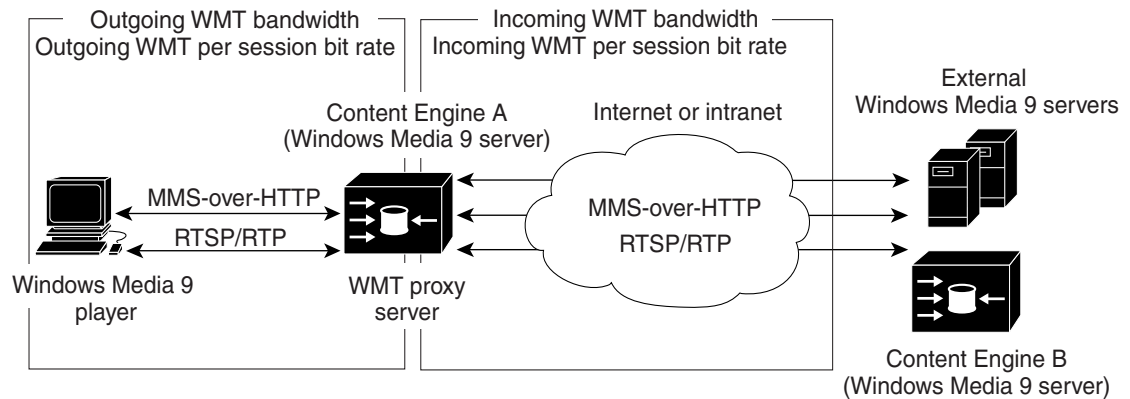 Outgoing WMT bandwidth
Outgoing WMT per session bit rate
Incoming WMT bandwidth
Incoming WMT per session bit rate
External
Windows Media 9 servers
Content Engine A
(Windows Media 9 server)
Internet or intranet
MMS-over-HTTP
RTSP/RTP
MMS-over-HTTP
RTSP/RTP
Windows Media 9
player
WMT proxy
server
Content Engine B
(Windows Media 9 server)